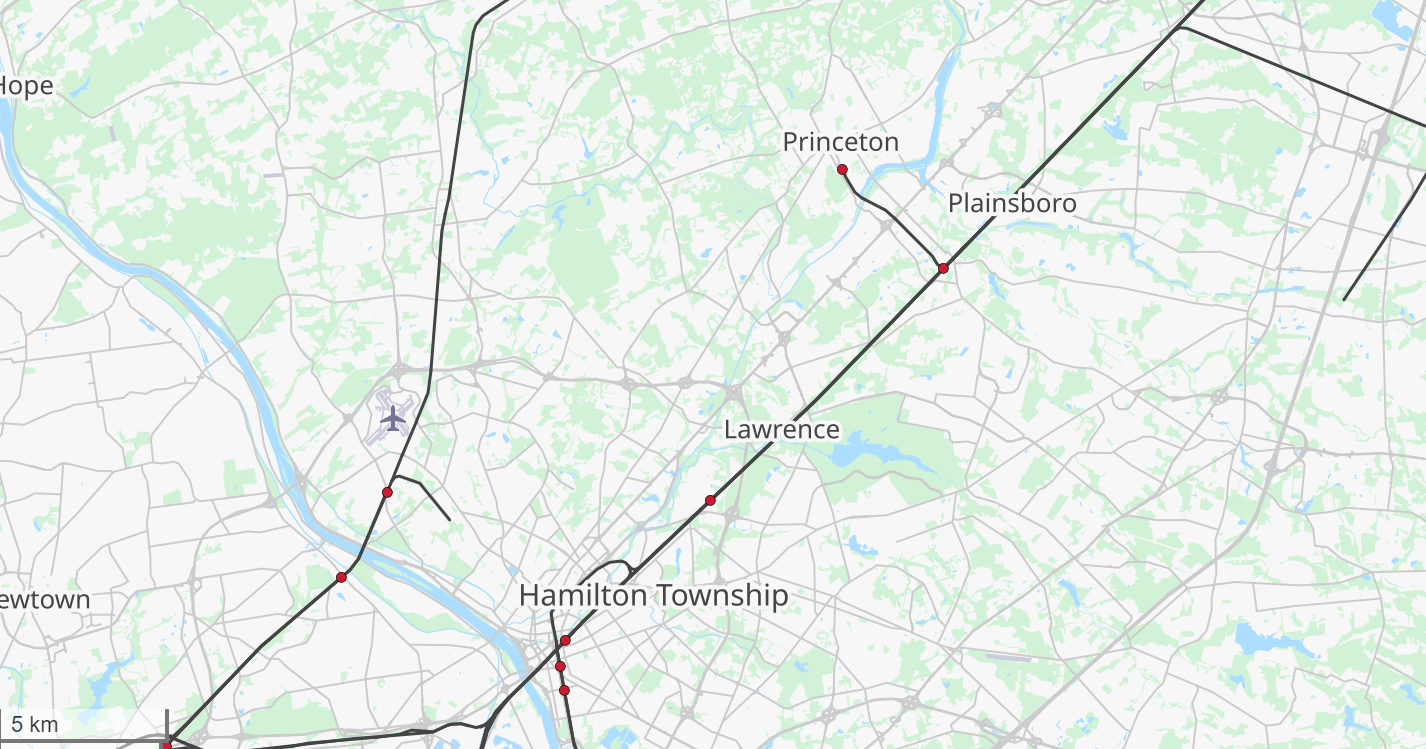 Hope
Princeton
Plainsboro
Lawrence
Hamilton Township
ewtown
5 km